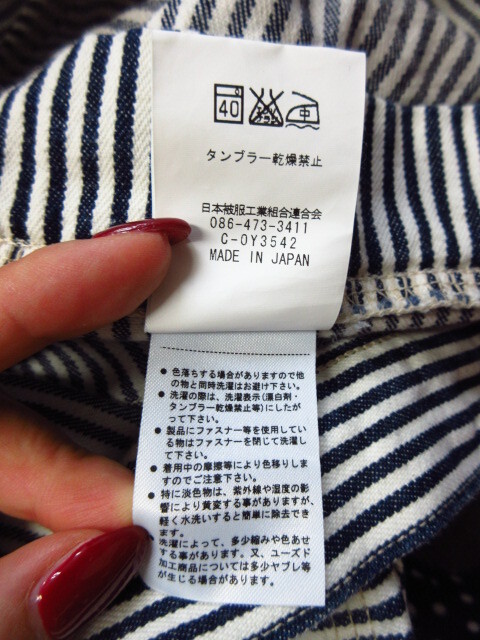 40
エンソ
サラシ
中
タンブラー乾燥禁止
日本被服工業組合連合会
086-473-3411
C-0Y3542
MADE IN JAPAN
● 色落ちする場合がありますので他
の物と同時洗濯はお避け下さい。
● 洗濯の際は、洗濯表示(漂白剤・
タンブラー乾燥禁止等)にしたが
って下さい。
● 製品にファスナー等を使用してい
る物はファスナーを閉じて洗濯し
て下さい。
● 着用中の摩擦等により色移りしま
すのでご注意下さい。
● 特に淡色物は、紫外線や湿度の影
響により黄変する事がありますが、
軽く水洗いすると簡単に除去でき
ます。
● 洗濯によって、多少縮みや色あせ
する事があります。又、ユーズド
加工商品については多少ヤブレ等
が生じる場合があります。